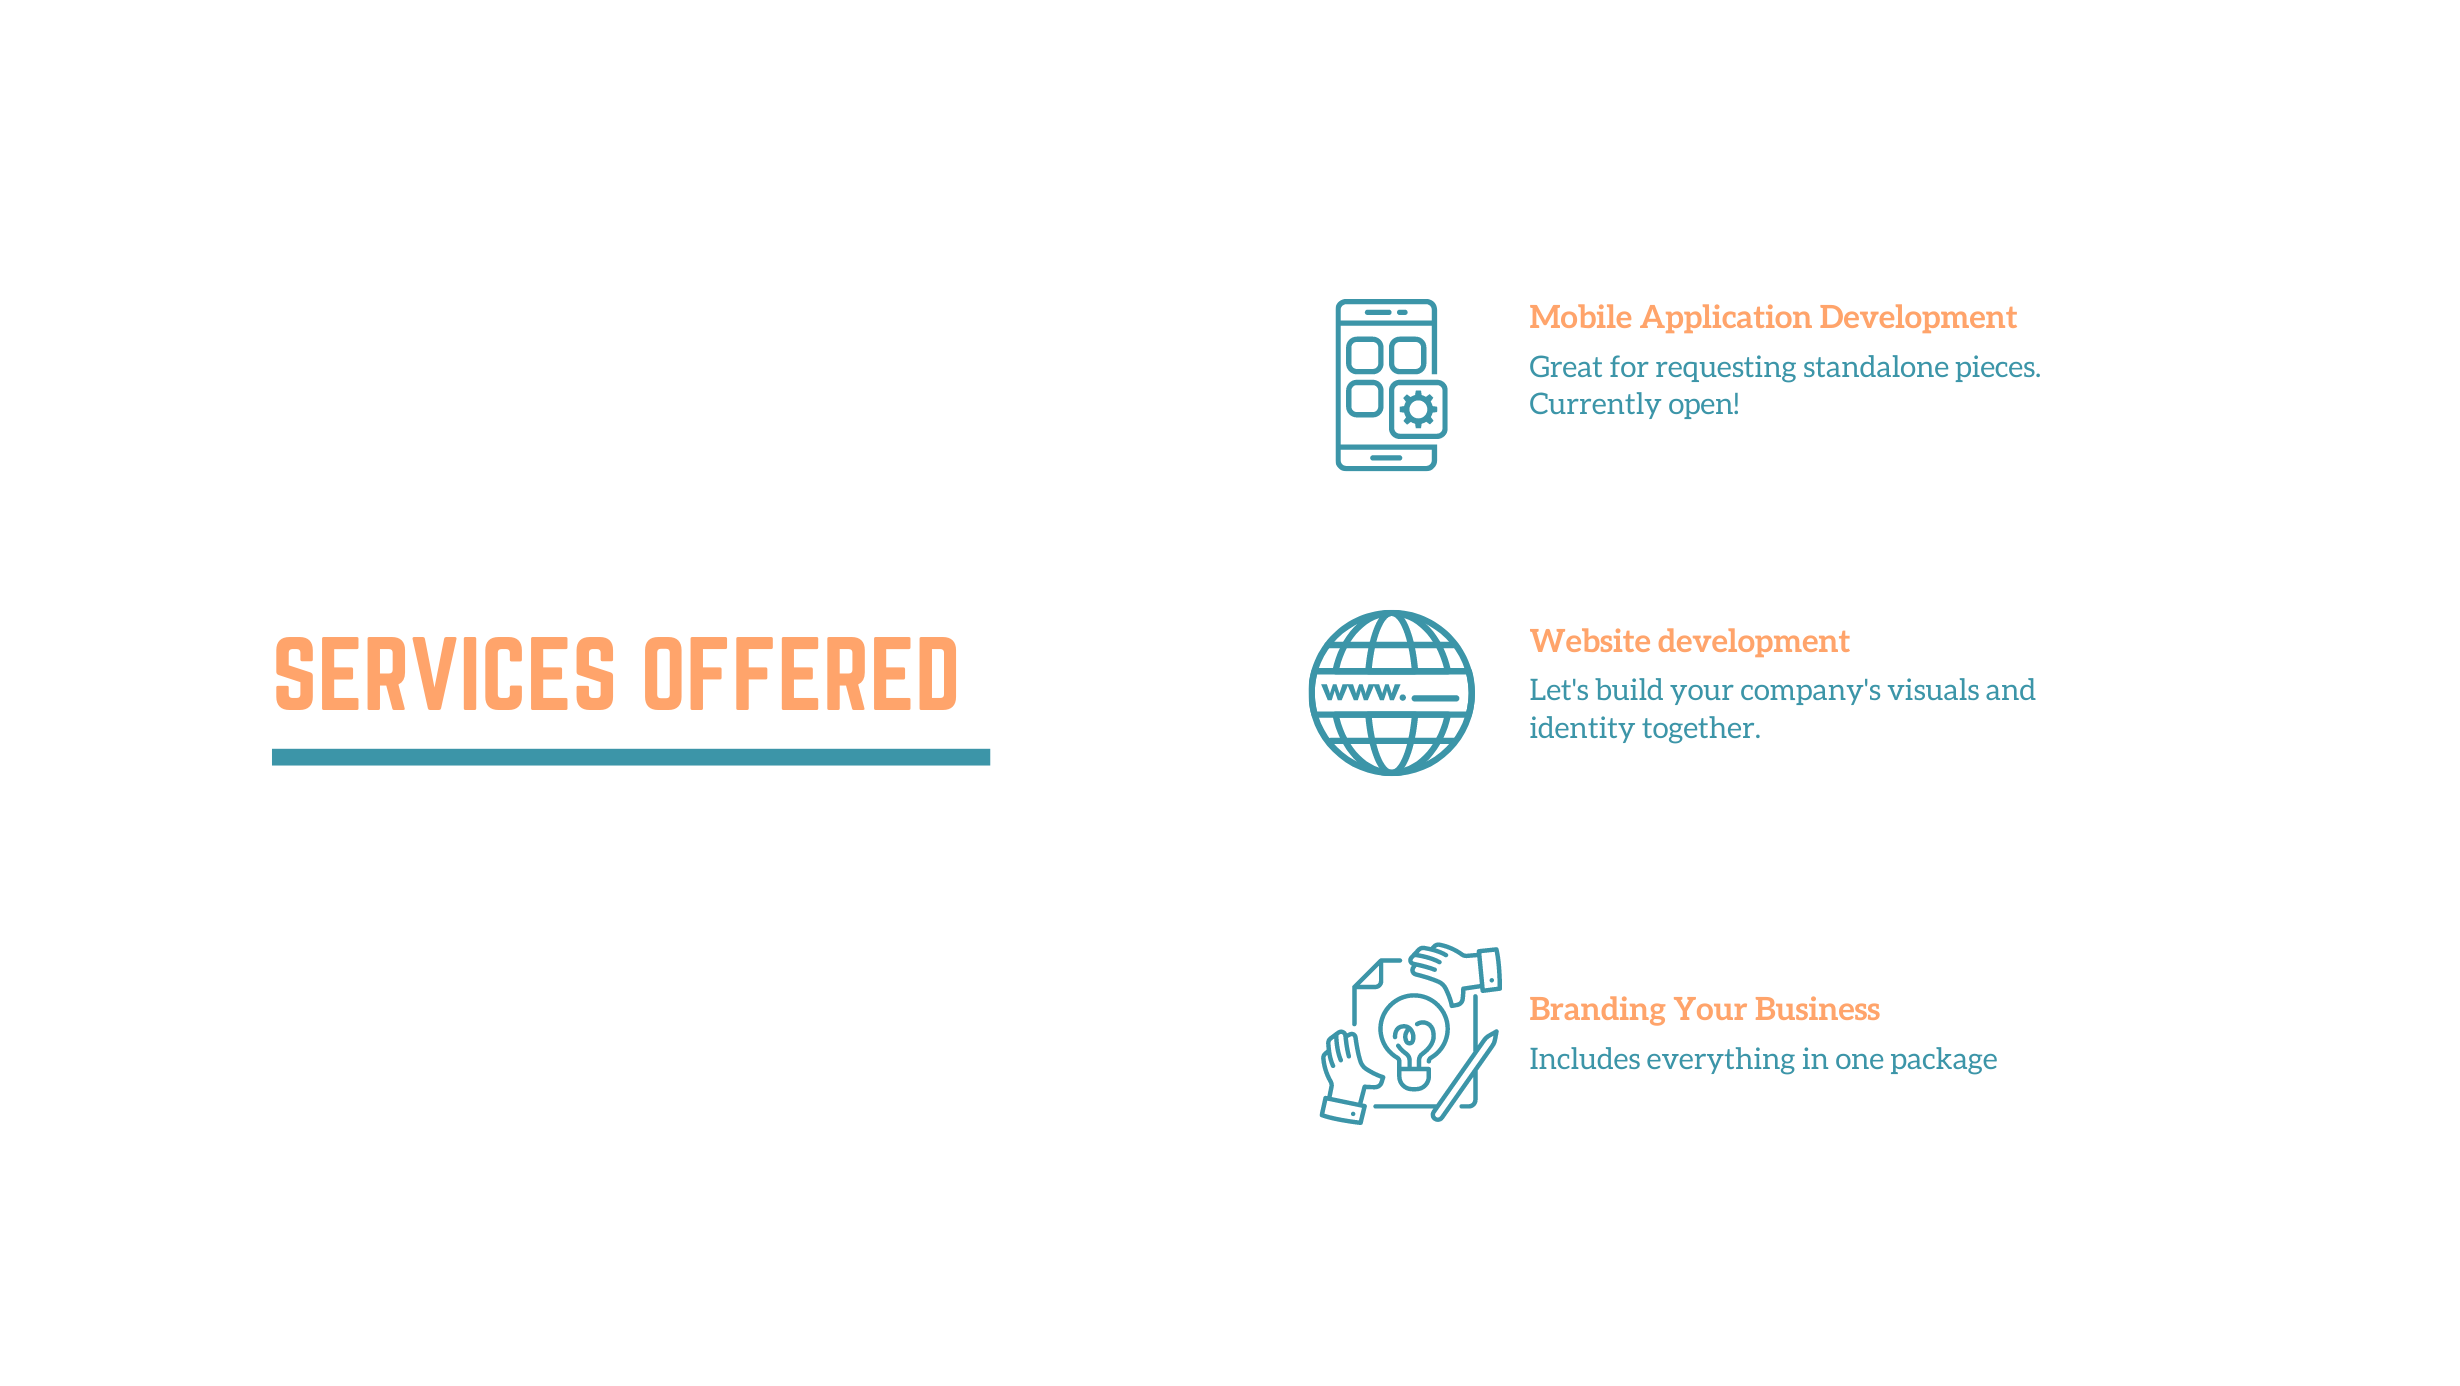 SERVICES OFFERED
Mobile Application Development
Great for requesting standalone pieces.
Currently open!
www.
Website development
Let's build your company's visuals and
identity together.
Branding Your Business
Includes everything in one package